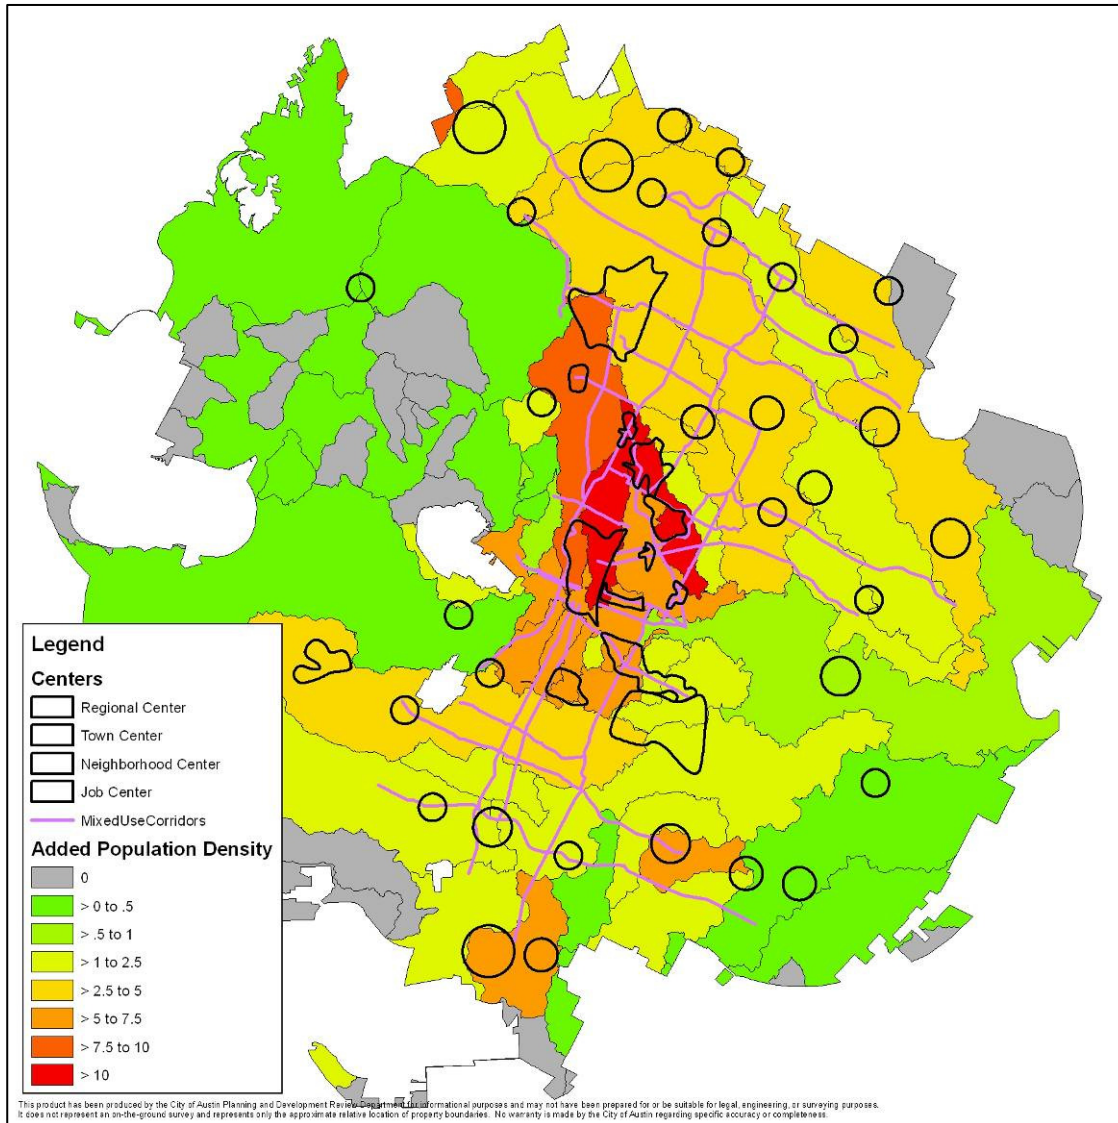 Legend
Centers
Regional Center
Town Center
Neighborhood Center
Job Center
MixedUseCorridors
Added Population Density
0
> 0 to .5
> .5 to 1
> 1 to 2.5
> 2.5 to 5
> 5 to 7.5
> 7.5 to 10
> 10
This product has been produced by the City of Austin Planning and Development Review Department for informational purposes and may not have been prepared for or be suitable for legal, engineering, or surveying purposes.
It does not represent an on-the-ground survey and represents only the approximate relative location of property boundaries. No warranty is made by the City of Austin regarding specific accuracy or completeness.